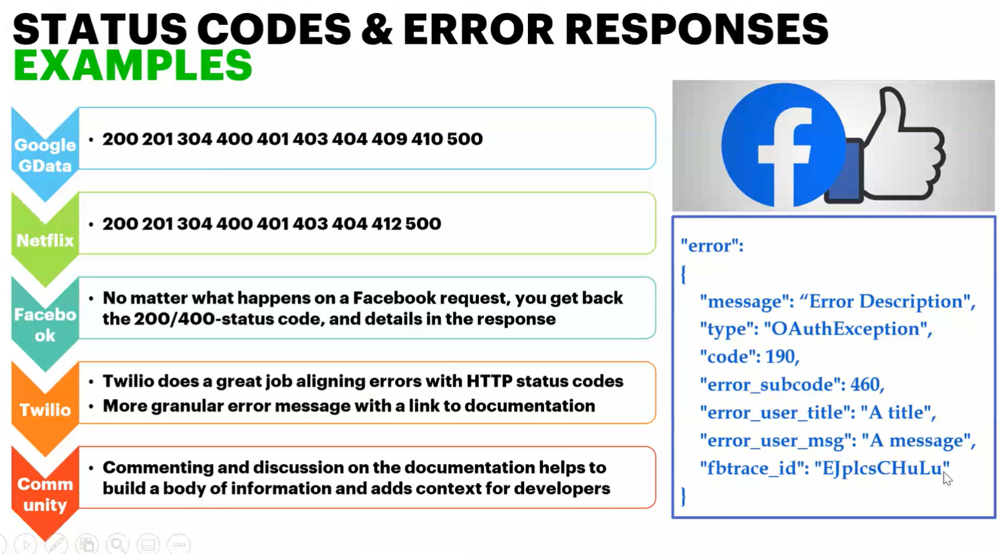 STATUS CODES & ERROR RESPONSES
EXAMPLES
Google
GData
• 200 201 304 400 401 403 404 409 410 500
Netflix
• 200 201 304 400 401 403 404 412 500
Facebo
ok
• No matter what happens on a Facebook request, you get back
the 200/400-status code, and details in the response
Twilio
• Twilio does a great job aligning errors with HTTP status codes
• More granular error message with a link to documentation
Comm
unity
• Commenting and discussion on the documentation helps to
build a body of information and adds context for developers
f
"error":
{
"message": “Error Description",
"type": "OAuthException",
"code": 190,
"error_subcode": 460,
"error_user_title": "A title",
"error_user_msg": "A message",
"fbtrace_id": "EJplcsCHuLu"
}